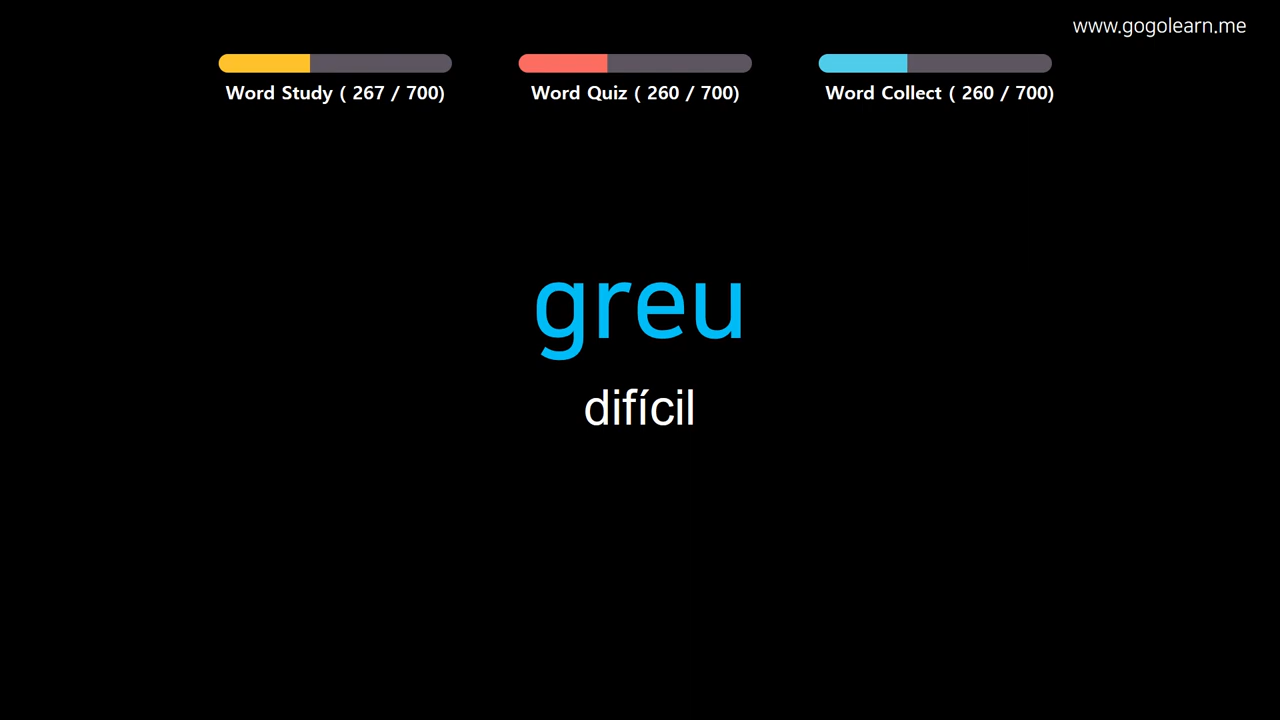 www.gogolearn.me
Word Study ( 267 / 700)
Word Quiz ( 260 / 700)
Word Collect ( 260 / 700)
greu
difícil